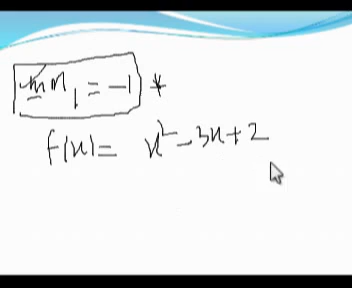 m m₁ = -1 *
f(x) = x² - 3x + 2